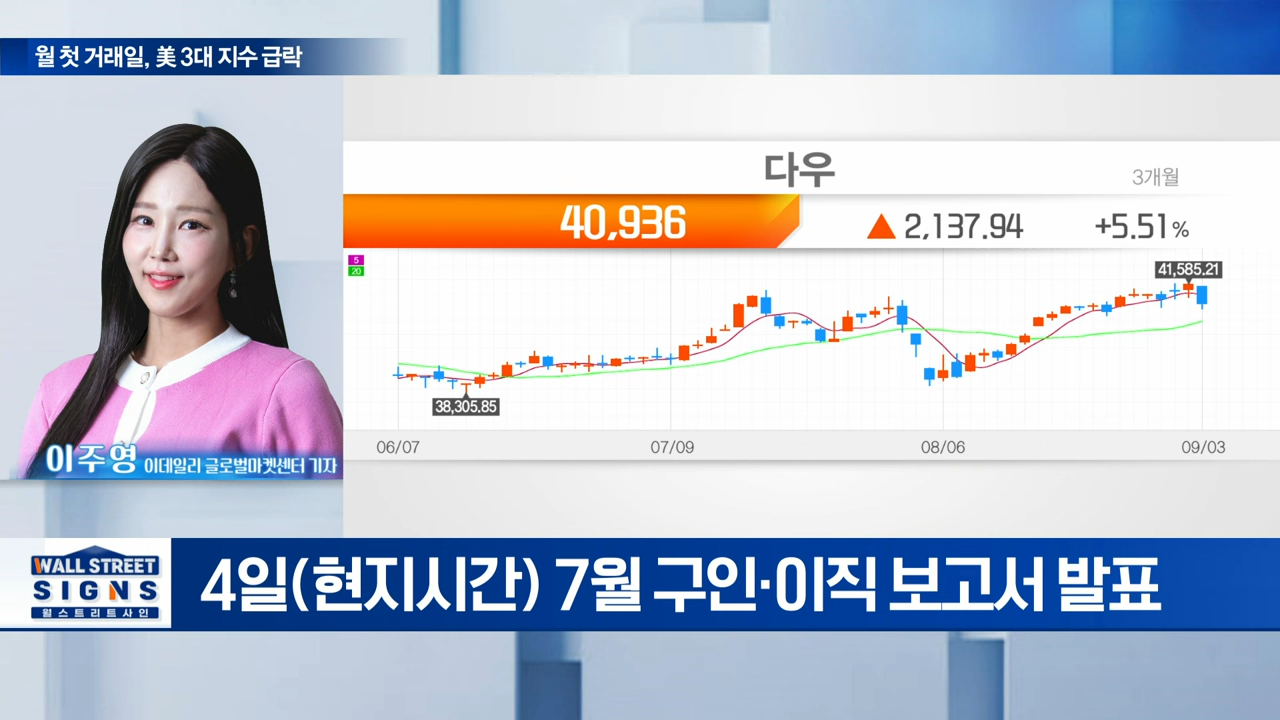 월 첫 거래일, 美 3대 지수 급락
다우
3개월
40,936
▲ 2,137.94
+5.51%
5
20
41,585.21
38,305.85
06/07
07/09
08/06
09/03
이주영 이데일리 글로벌마켓센터 기자
WALL STREET
SIGNS
월스트리트사인
4일(현지시간) 7월 구인·이직 보고서 발표